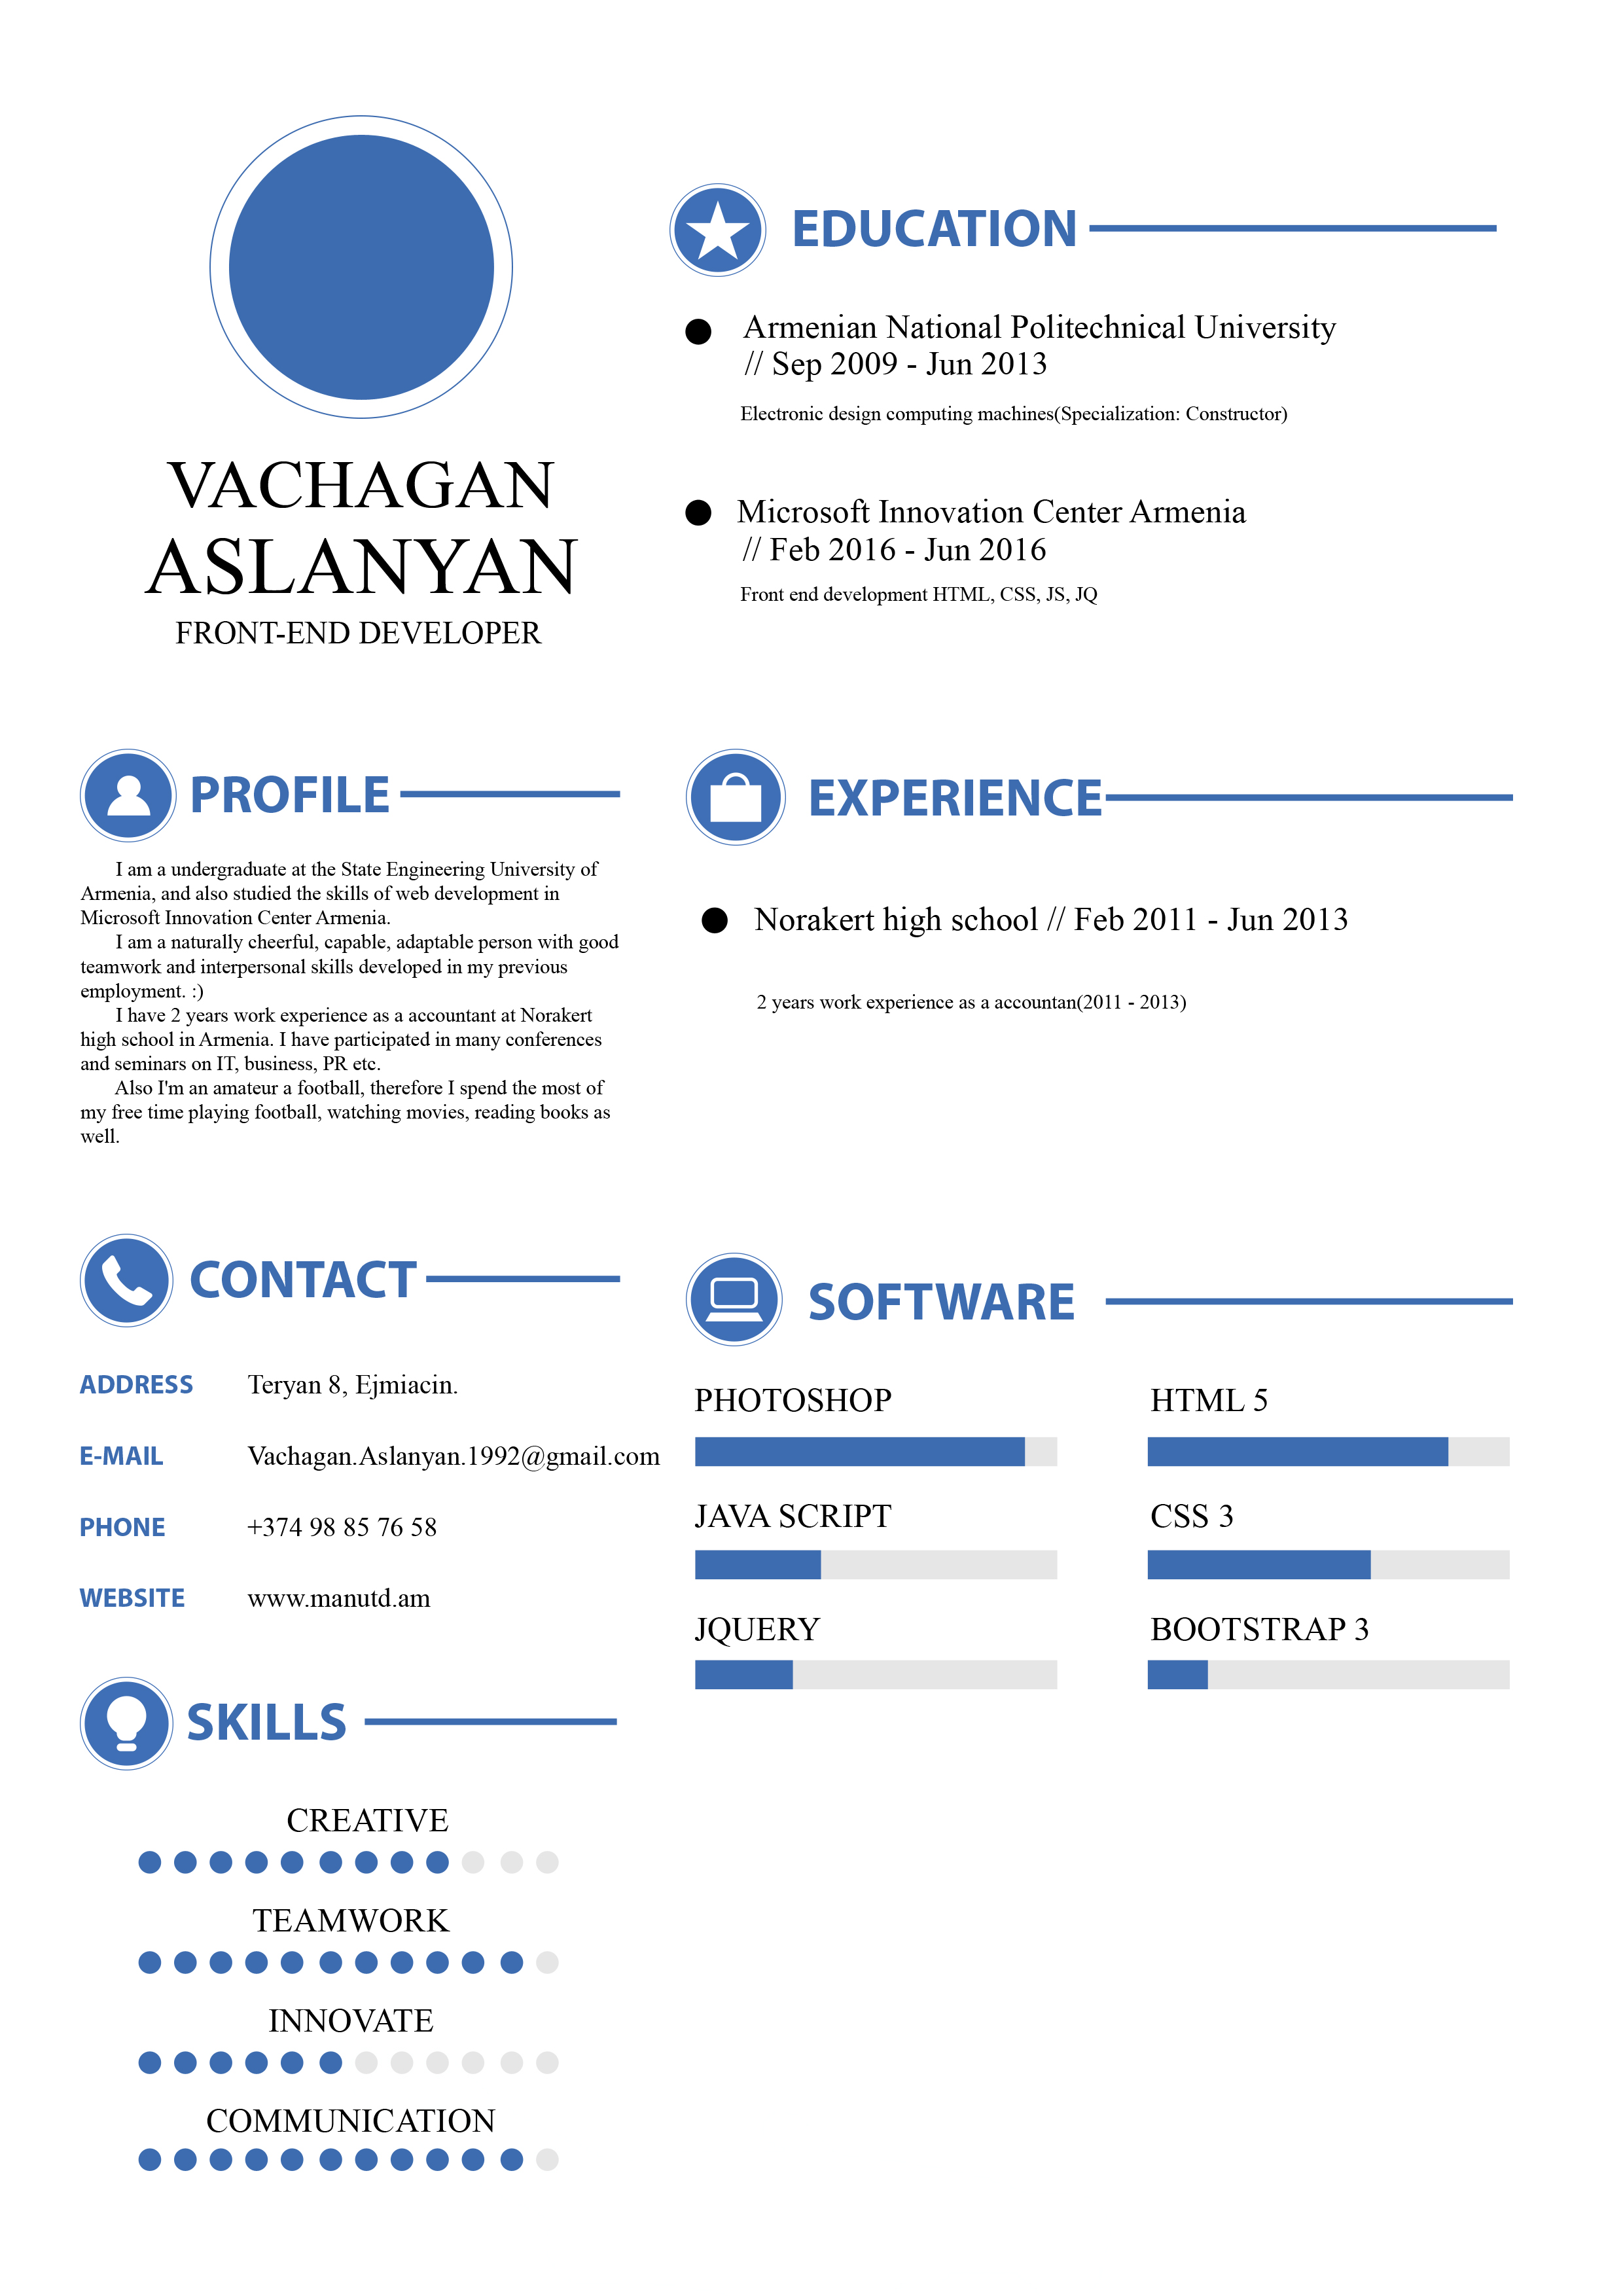 VACHAGAN
ASLANYAN
FRONT-END DEVELOPER
EDUCATION
Armenian National Politechnical University
// Sep 2009 - Jun 2013
Electronic design computing machines(Specialization: Constructor)
Microsoft Innovation Center Armenia
// Feb 2016 - Jun 2016
Front end development HTML, CSS, JS, JQ
PROFILE
I am a undergraduate at the State Engineering University of
Armenia, and also studied the skills of web development in
Microsoft Innovation Center Armenia.
I am a naturally cheerful, capable, adaptable person with good
teamwork and interpersonal skills developed in my previous
employment. :)
I have 2 years work experience as a accountant at Norakert
high school in Armenia. I have participated in many conferences
and seminars on IT, business, PR etc.
Also I'm an amateur a football, therefore I spend the most of
my free time playing football, watching movies, reading books as
well.
EXPERIENCE
Norakert high school // Feb 2011 - Jun 2013
2 years work experience as a accountan(2011 - 2013)
CONTACT
ADDRESS Teryan 8, Ejmiacin.
E-MAIL Vachagan.Aslanyan.1992@gmail.com
PHONE +374 98 85 76 58
WEBSITE www.manutd.am
SOFTWARE
PHOTOSHOP HTML 5
JAVA SCRIPT CSS 3
JQUERY BOOTSTRAP 3
SKILLS
CREATIVE
TEAMWORK
INNOVATE
COMMUNICATION